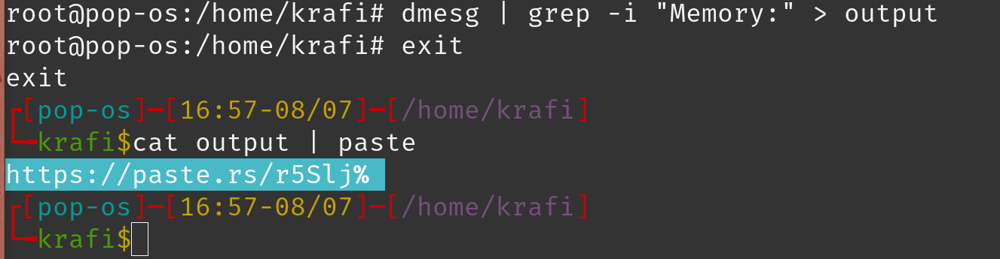 root@pop-os:/home/krafi# dmesg | grep -i "Memory:" > output
root@pop-os:/home/krafi# exit
exit
┌[pop-os]─[16:57-08/07]─[/home/krafi]
└─krafi$cat output | paste
https://paste.rs/r5Slj%
┌[pop-os]─[16:57-08/07]─[/home/krafi]
└─krafi$